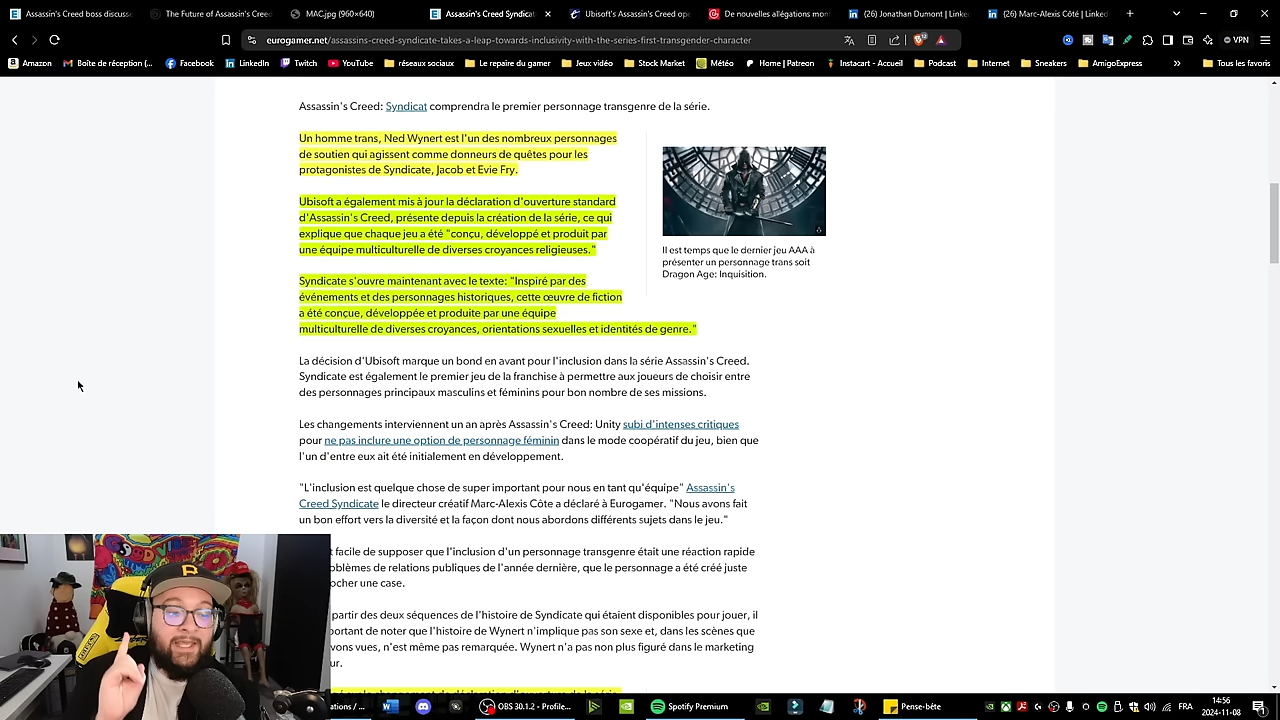 Assassin's Creed boss discuss
The Future of Assassin's Creed
MAC.jpg (960×640)
Assassin's Creed Syndicat
Ubisoft's Assassin's Creed ope
De nouvelles allégations mon
(26) Jonathan Dumont | Linke
(26) Marc-Alexis Côté | Linked
eurogamer.net/assassins-creed-syndicate-takes-a-leap-towards-inclusivity-with-the-series-first-transgender-character
VPN
Amazon
Boîte de réception (...
Facebook
LinkedIn
Twitch
YouTube
réseaux sociaux
Le repaire du gamer
Jeux vidéo
Stock Market
Météo
Home | Patreon
Instacart - Accueil
Podcast
Internet
Sneakers
AmigoExpress
Tous les favoris
Assassin's Creed: Syndicat comprendra le premier personnage transgenre de la série.
Un homme trans, Ned Wynert est l'un des nombreux personnages
de soutien qui agissent comme donneurs de quêtes pour les
protagonistes de Syndicate, Jacob et Evie Fry.
Ubisoft a également mis à jour la déclaration d'ouverture standard
d'Assassin's Creed, présente depuis la création de la série, ce qui
explique que chaque jeu a été "conçu, développé et produit par
une équipe multiculturelle de diverses croyances religieuses."
Il est temps que le dernier jeu AAA à
présenter un personnage trans soit
Dragon Age: Inquisition.
Syndicate s'ouvre maintenant avec le texte: "Inspiré par des
événements et des personnages historiques, cette œuvre de fiction
a été conçue, développée et produite par une équipe
multiculturelle de diverses croyances, orientations sexuelles et identités de genre."
La décision d'Ubisoft marque un bond en avant pour l'inclusion dans la série Assassin's Creed.
Syndicate est également le premier jeu de la franchise à permettre aux joueurs de choisir entre
des personnages principaux masculins et féminins pour bon nombre de ses missions.
Les changements interviennent un an après Assassin's Creed: Unity subi d'intenses critiques
pour ne pas inclure une option de personnage féminin dans le mode coopératif du jeu, bien que
l'un d'entre eux ait été initialement en développement.
"L'inclusion est quelque chose de super important pour nous en tant qu'équipe" Assassin's
Creed Syndicate le directeur créatif Marc-Alexis Côte a déclaré à Eurogamer. "Nous avons fait
un bon effort vers la diversité et la façon dont nous abordons différents sujets dans le jeu."
t facile de supposer que l'inclusion d'un personnage transgenre était une réaction rapide
oblèmes de relations publiques de l'année dernière, que le personnage a été créé juste
ocher une case.
partir des deux séquences de l'histoire de Syndicate qui étaient disponibles pour jouer, il
portant de noter que l'histoire de Wynert n'implique pas son sexe et, dans les scènes que
vons vues, n'est même pas remarquée. Wynert n'a pas non plus figuré dans le marketing
ur.
ations / ...
OBS 30.1.2 - Profile...
Spotify Premium
Pense-bête
FRA
14:56
2024-11-08